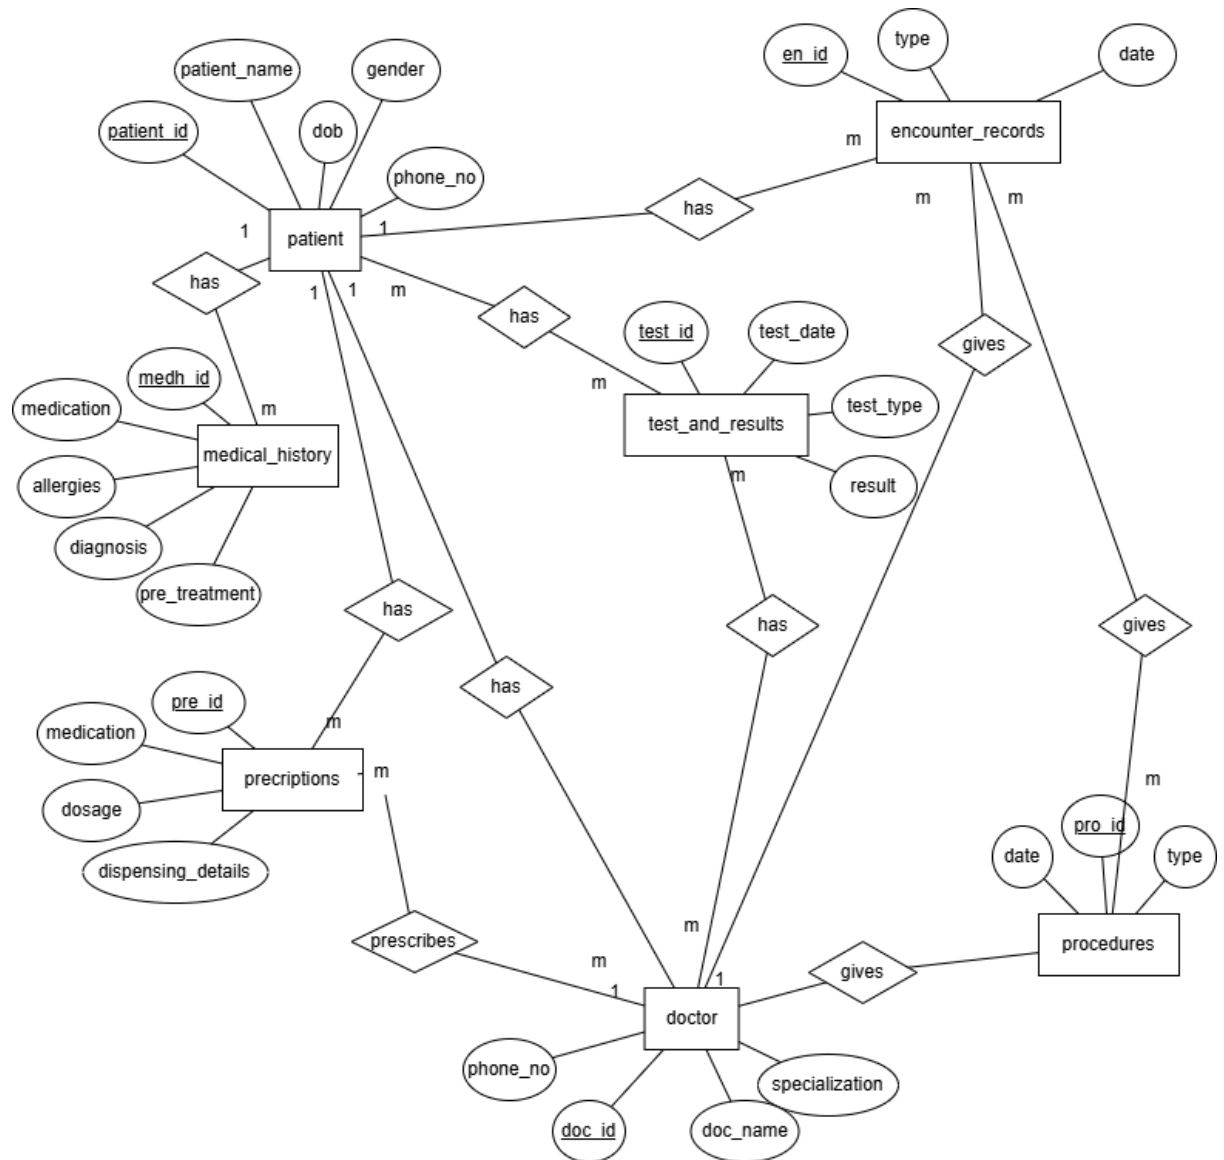 type
en_id
date
patient_name
gender
patient_id
dob
encounter_records
m
phone_no
m
m
has
1
1
patient
has
1
1
m
has
test_id
test_date
gives
medh_id
m
m
medication
test_type
medical_history
test_and_results
m
allergies
result
diagnosis
pre_treatment
has
has
gives
has
pre_id
m
medication
precriptions
m
m
dosage
pro_id
dispensing_details
date
type
m
prescribes
procedures
m
gives
1
1
doctor
phone_no
specialization
doc_id
doc_name